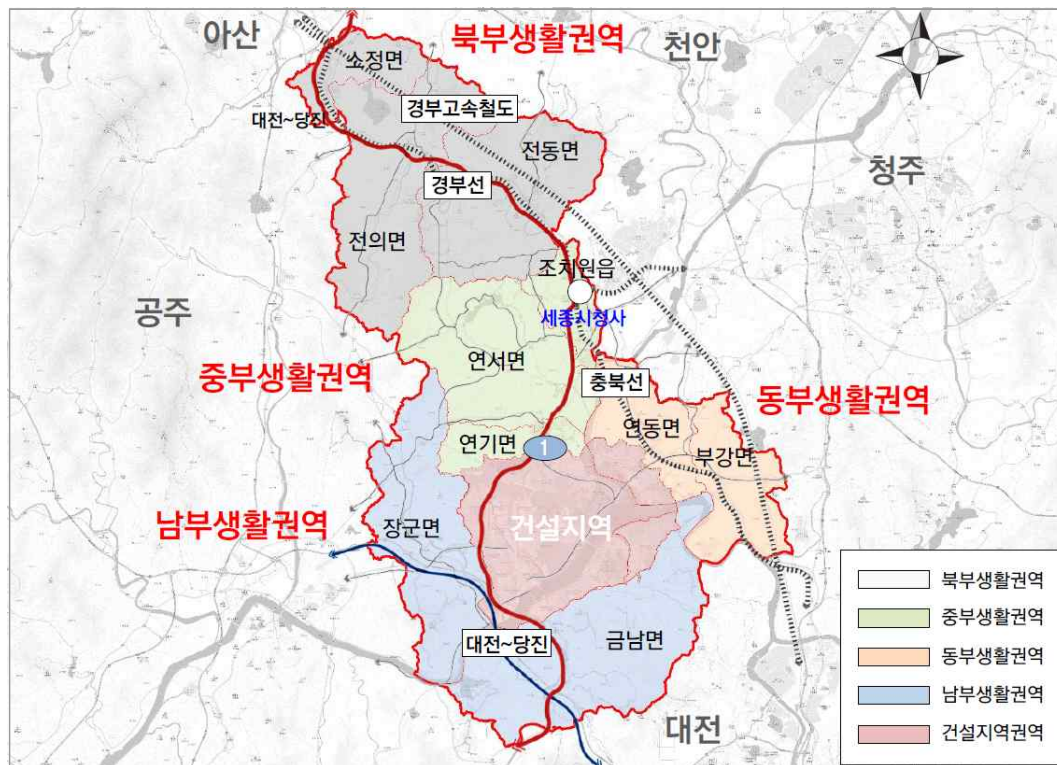 아산
북부생활권역
천안
소정면
경부고속철도
대전~당진
전동면
경부선
청주
전의면
조치원읍
공주
세종시청사
연서면
중부생활권역
충북선
동부생활권역
연동면
연기면
1
부강면
남부생활권역
장군면
건설지역
대전~당진
금남면
대전
북부생활권역
중부생활권역
동부생활권역
남부생활권역
건설지역권역